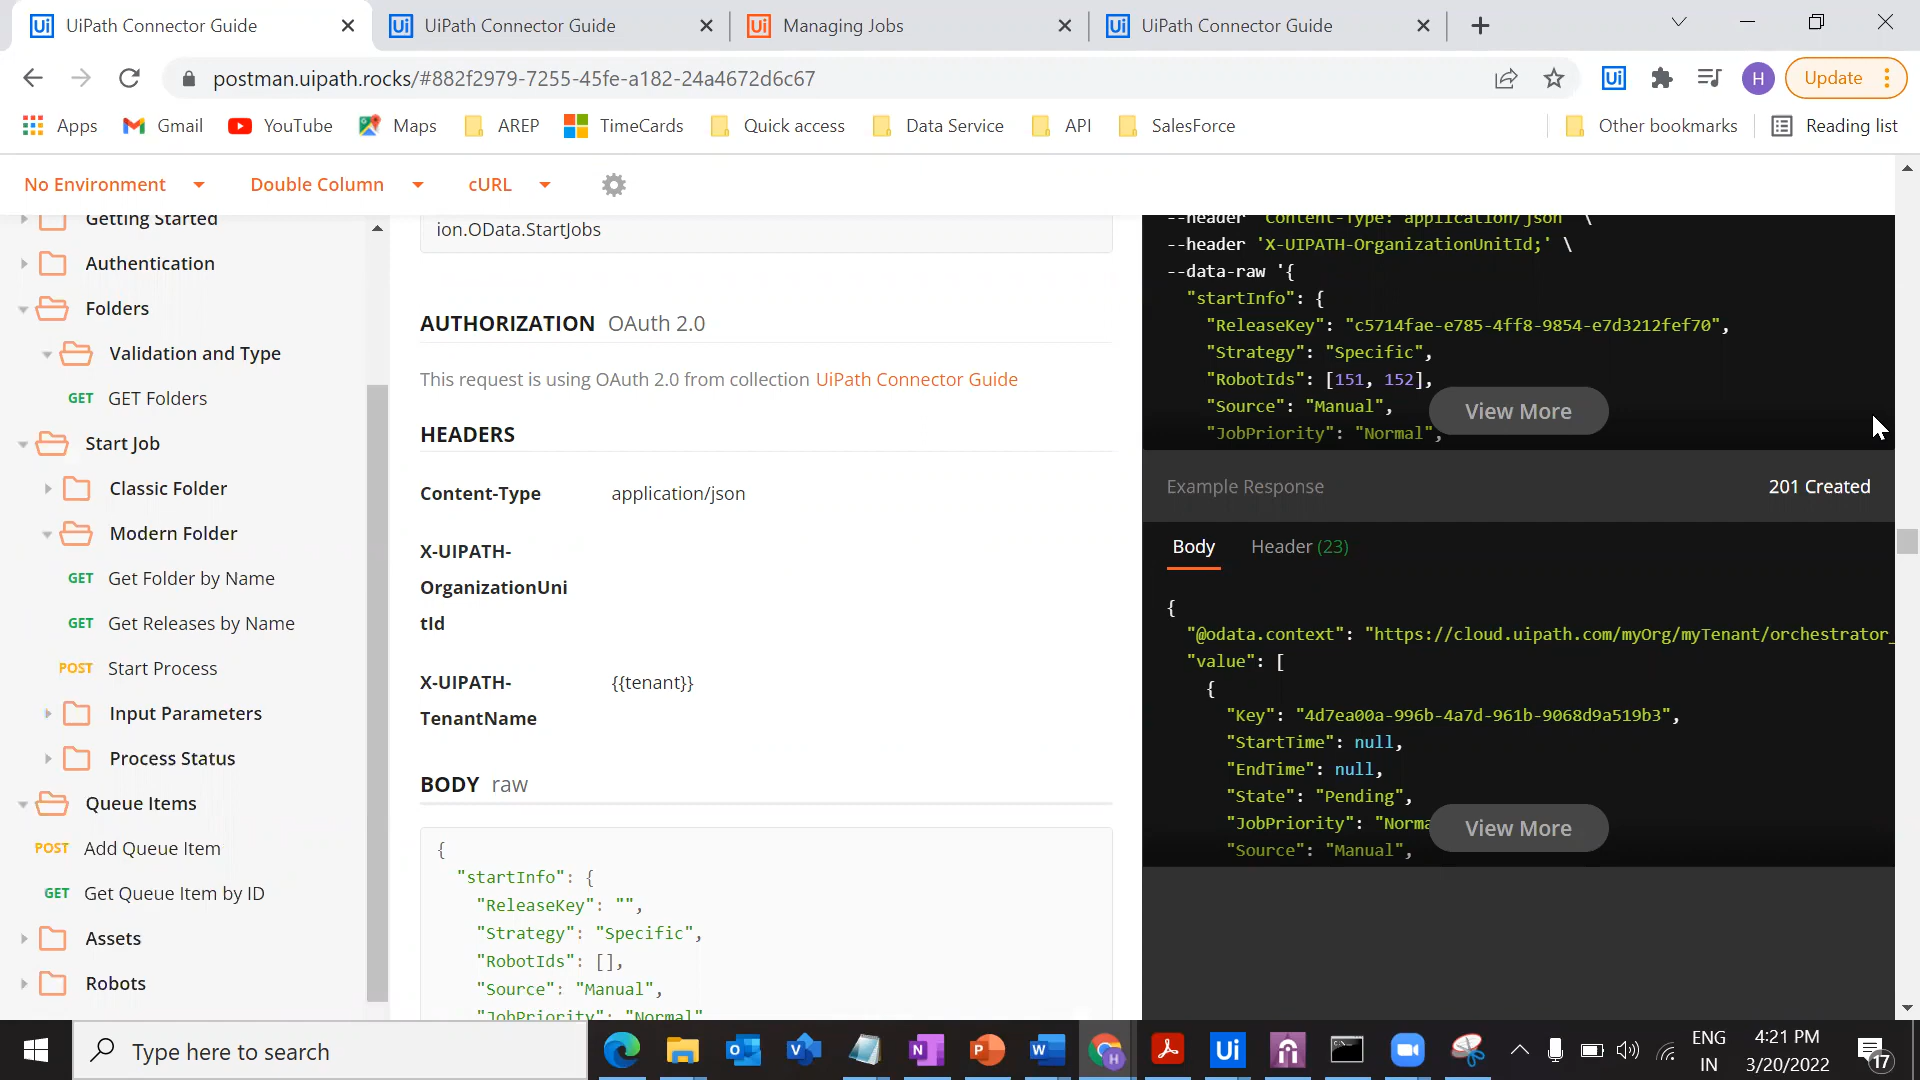 UiPath Connector Guide
UiPath Connector Guide
Managing Jobs
UiPath Connector Guide
postman.uipath.rocks/#882f2979-7255-45fe-a182-24a4672d6c67
Update
Apps
Gmail
YouTube
Maps
AREP
TimeCards
Quick access
Data Service
API
SalesForce
Other bookmarks
Reading list
No Environment
Double Column
cURL
Getting Started
Authentication
Folders
Validation and Type
GET GET Folders
Start Job
Classic Folder
Modern Folder
GET Get Folder by Name
GET Get Releases by Name
POST Start Process
Input Parameters
Process Status
Queue Items
POST Add Queue Item
GET Get Queue Item by ID
Assets
Robots
ion.OData.StartJobs
AUTHORIZATION OAuth 2.0
This request is using OAuth 2.0 from collection UiPath Connector Guide
HEADERS
Content-Type application/json
X-UIPATH-
OrganizationUni
tId
X-UIPATH- {{tenant}}
TenantName
BODY raw
{
"startInfo": {
"ReleaseKey": "",
"Strategy": "Specific",
"RobotIds": [],
"Source": "Manual",
"JobPriority": "Normal"
--header 'Content-Type: application/json' \
--header 'X-UIPATH-OrganizationUnitId;' \
--data-raw '{
"startInfo": {
"ReleaseKey": "c5714fae-e785-4ff8-9854-e7d3212fef70",
"Strategy": "Specific",
"RobotIds": [151, 152],
"Source": "Manual",
"JobPriority": "Normal",
View More
Example Response
201 Created
Body
Header (23)
{
"@odata.context": "https://cloud.uipath.com/myOrg/myTenant/orchestrator_
"value": [
{
"Key": "4d7ea00a-996b-4a7d-961b-9068d9a519b3",
"StartTime": null,
"EndTime": null,
"State": "Pending",
"JobPriority": "Norma
"Source": "Manual",
View More
Type here to search
ENG
IN
4:21 PM
3/20/2022
17